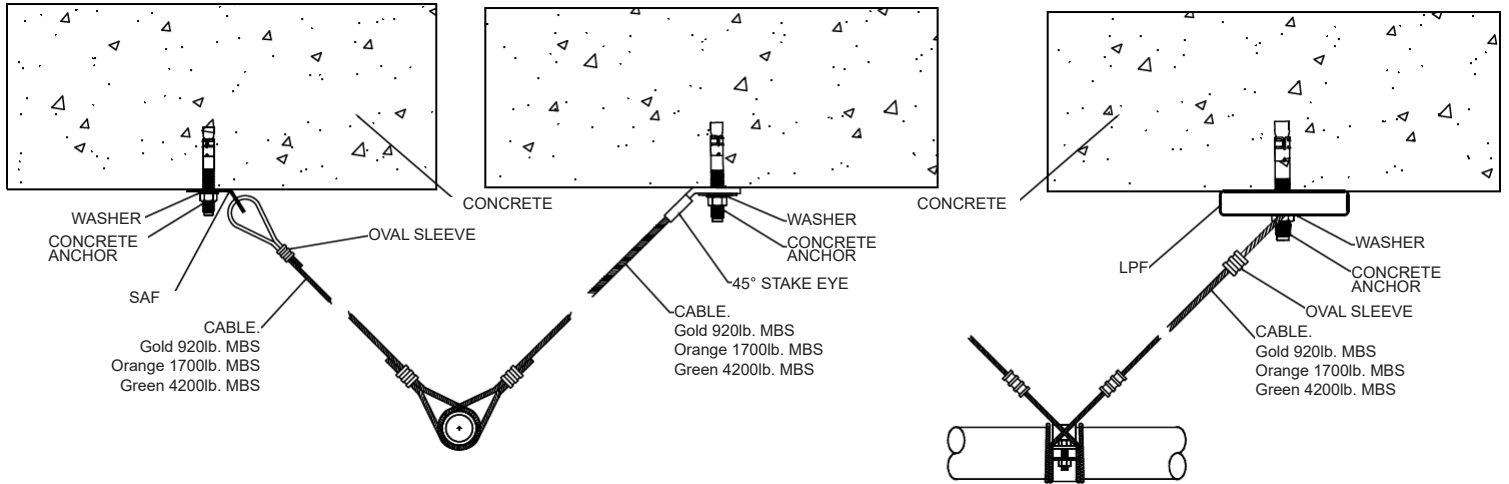 WASHER
CONCRETE
ANCHOR
SAF
OVAL SLEEVE
CONCRETE
CABLE.
Gold 920lb. MBS
Orange 1700lb. MBS
Green 4200lb. MBS
WASHER
CONCRETE
ANCHOR
45° STAKE EYE
CABLE.
Gold 920lb. MBS
Orange 1700lb. MBS
Green 4200lb. MBS
CONCRETE
LPF
WASHER
CONCRETE
ANCHOR
OVAL SLEEVE
CABLE.
Gold 920lb. MBS
Orange 1700lb. MBS
Green 4200lb. MBS